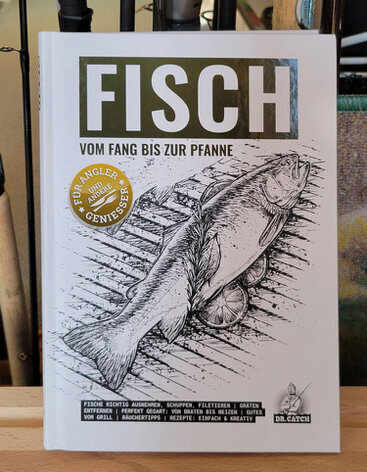 FISCH
VOM FANG BIS ZUR PFANNE
FÜR ANGLER
UND
ANDERE
GENIESSER
FISCHE RICHTIG AUSNEHMEN, SCHUPPEN, FILETIEREN | GRÄTEN
ENTFERNEN | PERFEKT GEGART: VON BRATEN BIS BEIZEN | GUTES
VOM GRILL | RÄUCHERTIPPS | REZEPTE: EINFACH & KREATIV
DR.CATCH